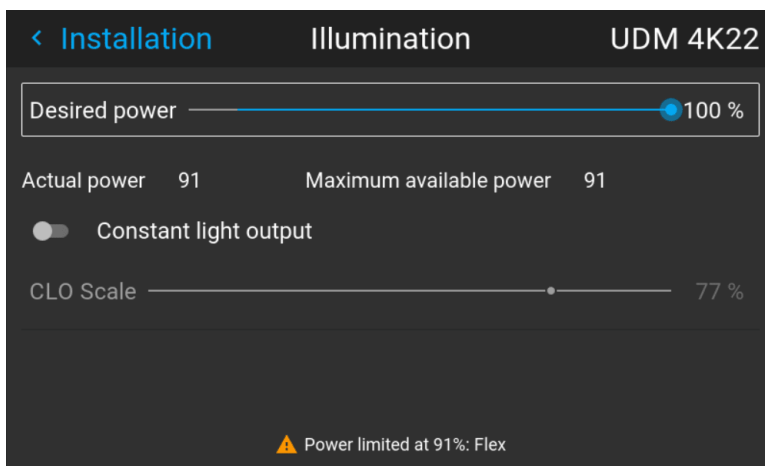 Installation Illumination UDM 4K22
Desired power 100 %
Actual power 91 Maximum available power 91
Constant light output
CLO Scale 77 %
Power limited at 91%: Flex